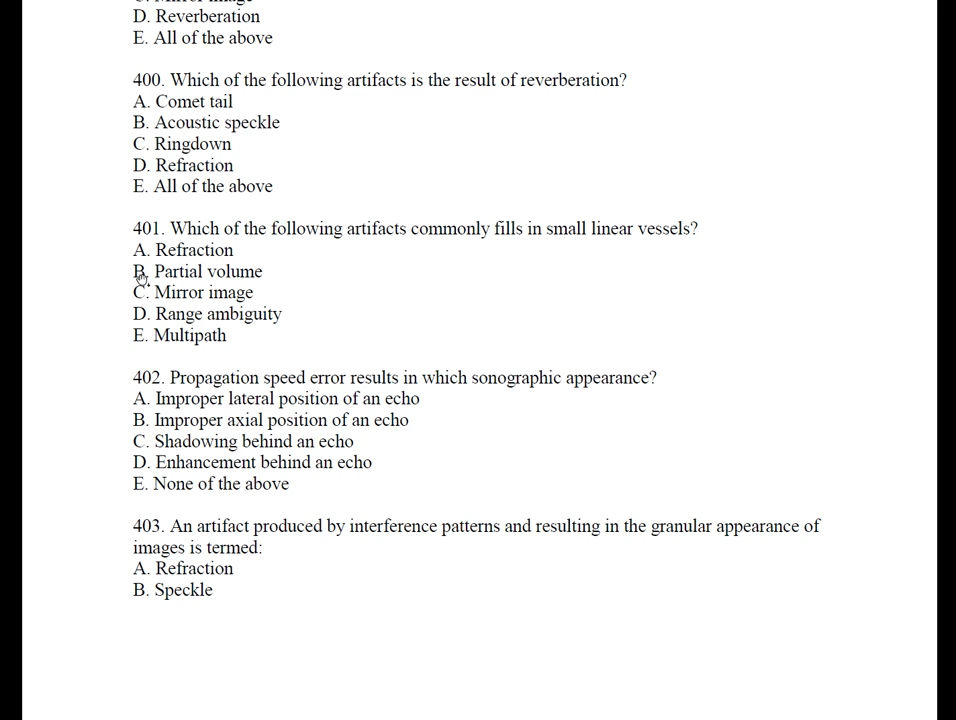 D. Reverberation
E. All of the above
400. Which of the following artifacts is the result of reverberation?
A. Comet tail
B. Acoustic speckle
C. Ringdown
D. Refraction
E. All of the above
401. Which of the following artifacts commonly fills in small linear vessels?
A. Refraction
B. Partial volume
C. Mirror image
D. Range ambiguity
E. Multipath
402. Propagation speed error results in which sonographic appearance?
A. Improper lateral position of an echo
B. Improper axial position of an echo
C. Shadowing behind an echo
D. Enhancement behind an echo
E. None of the above
403. An artifact produced by interference patterns and resulting in the granular appearance of
images is termed:
A. Refraction
B. Speckle